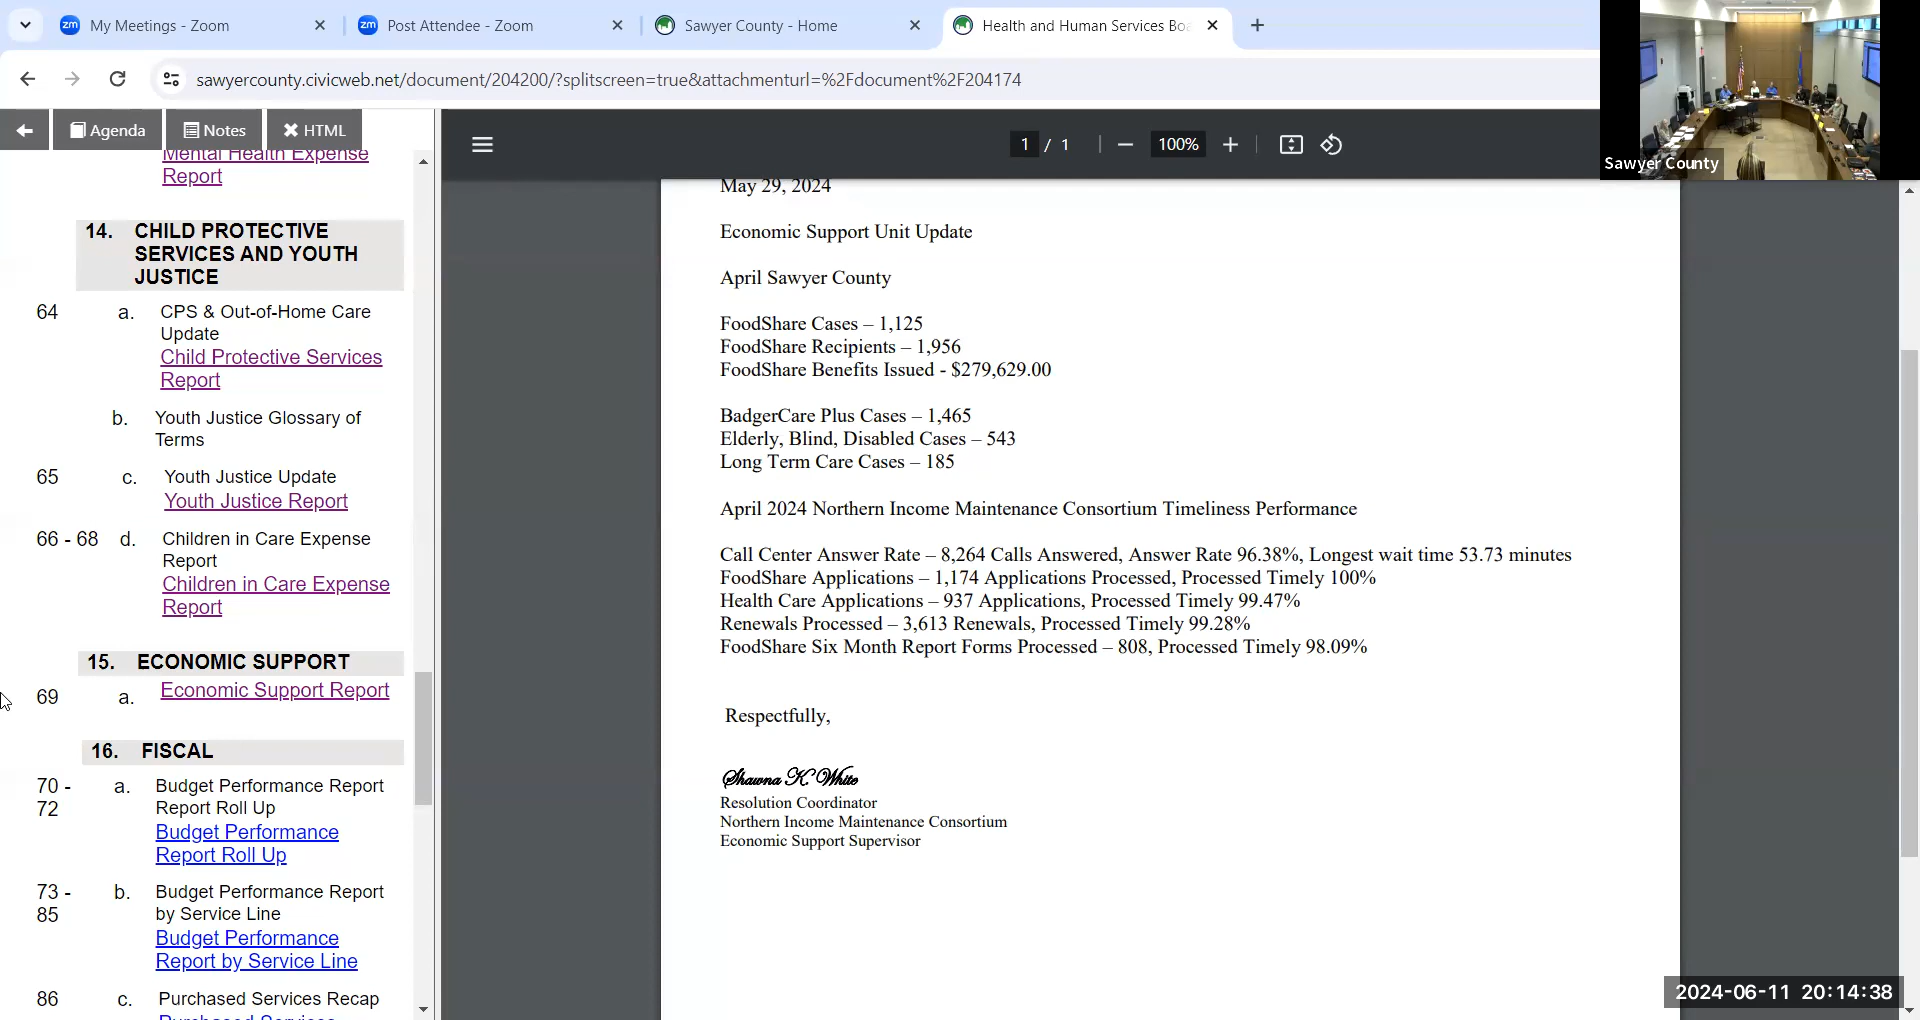 My Meetings - Zoom
Post Attendee - Zoom
Sawyer County - Home
Health and Human Services Boa
sawyercounty.civicweb.net/document/204200/?splitscreen=true&attachmenturl=%2Fdocument%2F204174
Agenda
Notes
HTML
1 / 1
100%
Sawyer County
Mental Health Expense
Report
14. CHILD PROTECTIVE
SERVICES AND YOUTH
JUSTICE
64 a. CPS & Out-of-Home Care
Update
Child Protective Services
Report
b. Youth Justice Glossary of
Terms
65 c. Youth Justice Update
Youth Justice Report
66 - 68 d. Children in Care Expense
Report
Children in Care Expense
Report
15. ECONOMIC SUPPORT
69 a. Economic Support Report
16. FISCAL
70 - a. Budget Performance Report
72 Report Roll Up
Budget Performance
Report Roll Up
73 - b. Budget Performance Report
85 by Service Line
Budget Performance
Report by Service Line
86 c. Purchased Services Recap
Purchased Services
May 29, 2024
Economic Support Unit Update
April Sawyer County
FoodShare Cases – 1,125
FoodShare Recipients – 1,956
FoodShare Benefits Issued - $279,629.00
BadgerCare Plus Cases – 1,465
Elderly, Blind, Disabled Cases – 543
Long Term Care Cases – 185
April 2024 Northern Income Maintenance Consortium Timeliness Performance
Call Center Answer Rate – 8,264 Calls Answered, Answer Rate 96.38%, Longest wait time 53.73 minutes
FoodShare Applications – 1,174 Applications Processed, Processed Timely 100%
Health Care Applications – 937 Applications, Processed Timely 99.47%
Renewals Processed – 3,613 Renewals, Processed Timely 99.28%
FoodShare Six Month Report Forms Processed – 808, Processed Timely 98.09%
Respectfully,
Shawna K. White
Resolution Coordinator
Northern Income Maintenance Consortium
Economic Support Supervisor
2024-06-11 20:14:38